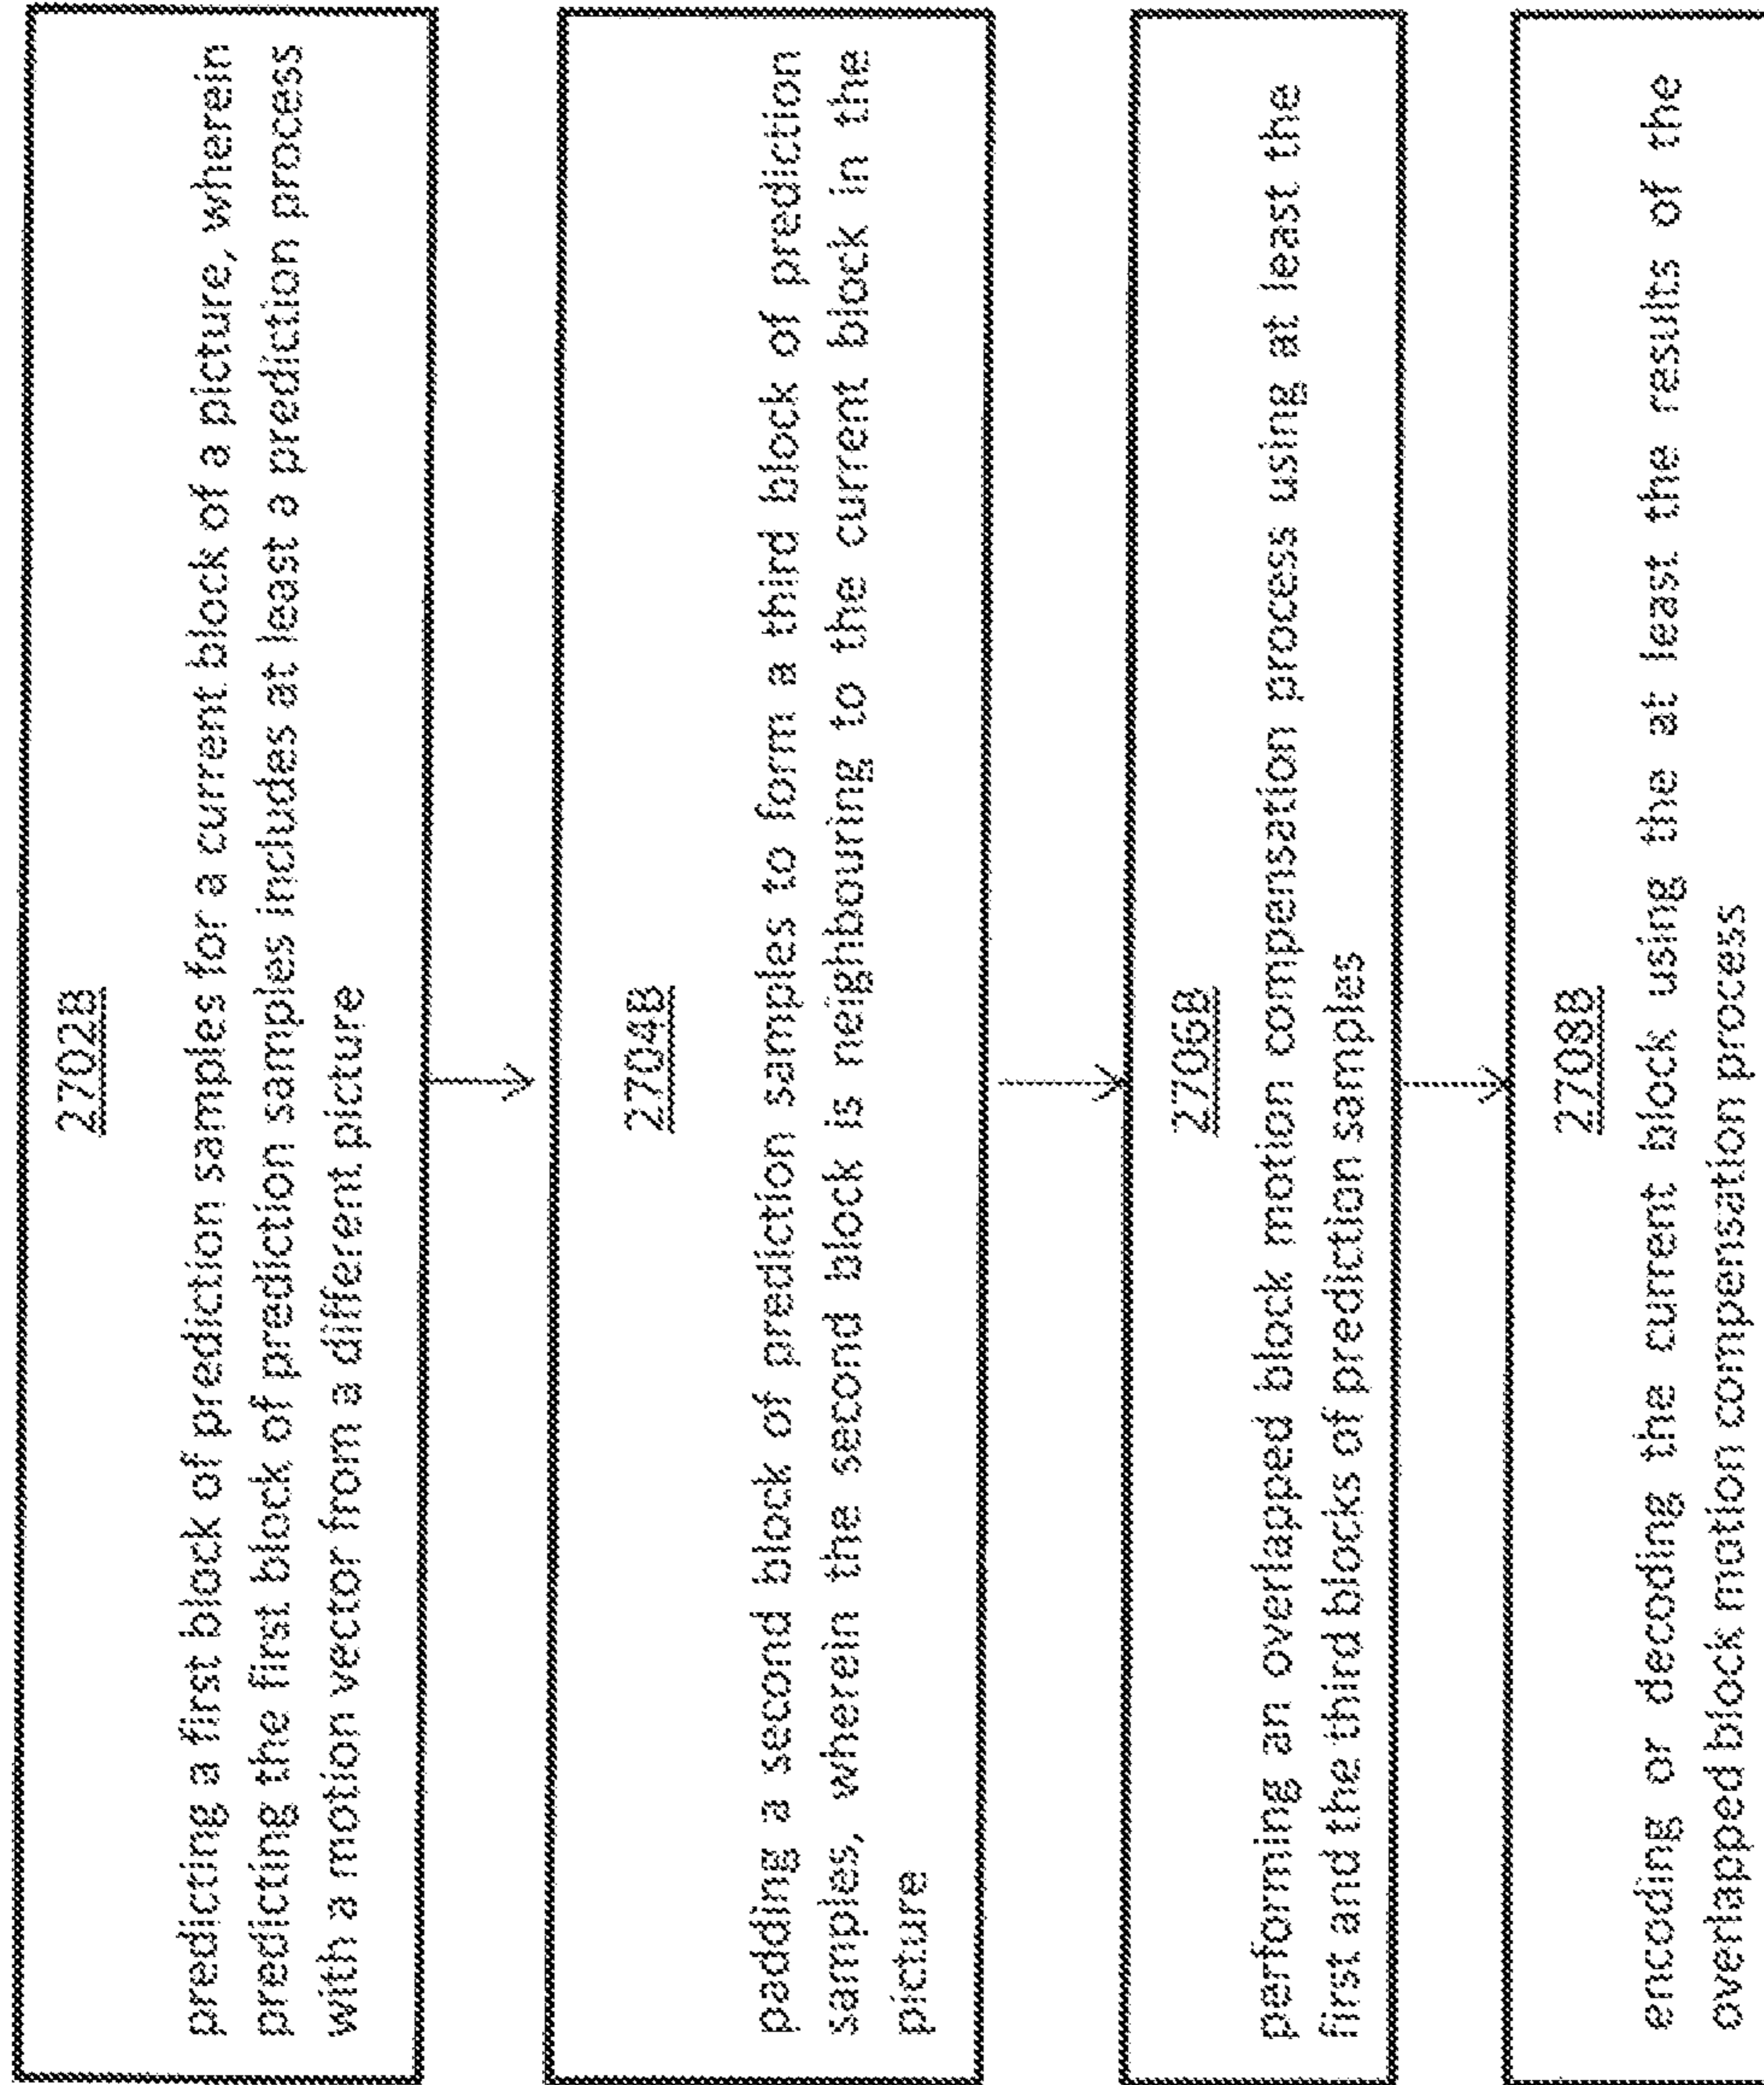 2702B
predicting a first block of prediction samples for a current block of a picture, wherein
predicting the first block of prediction samples includes at least a prediction process
with a motion vector from a different picture
2704B
padding a second block of prediction samples to form a third block of prediction
samples, wherein the second block is neighbouring to the current block in the
picture
2706B
performing an overlapped block motion compensation process using at least the
first and the third blocks of prediction samples
2708B
encoding or decoding the current block using the at least the results of the
overlapped block motion compensation process